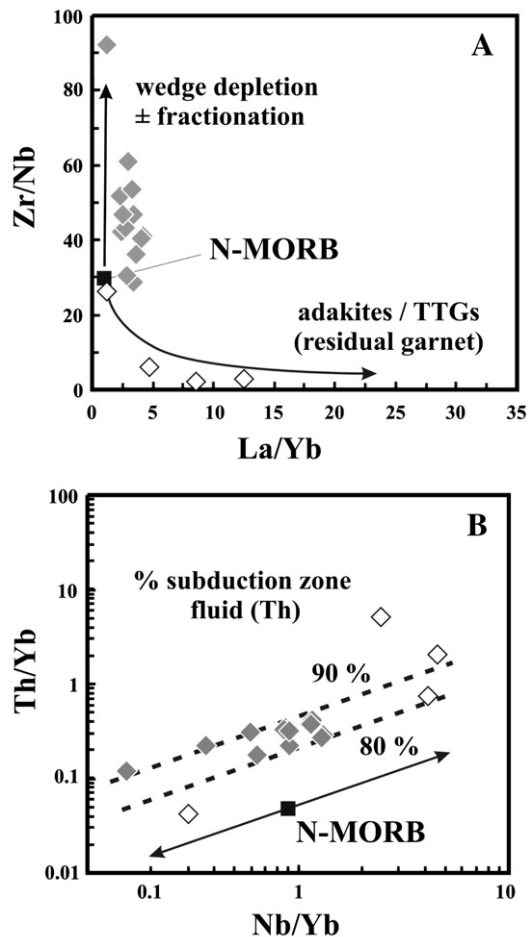 A
100
80
60
40
20
0
Zr/Nb
wedge depletion
± fractionation
N-MORB
adakites / TTGs
(residual garnet)
0 5 10 15 20 25 30 35
La/Yb
B
100
10
1
0.1
0.01
Th/Yb
% subduction zone
fluid (Th)
90 %
80 %
N-MORB
0.1 1 10
Nb/Yb